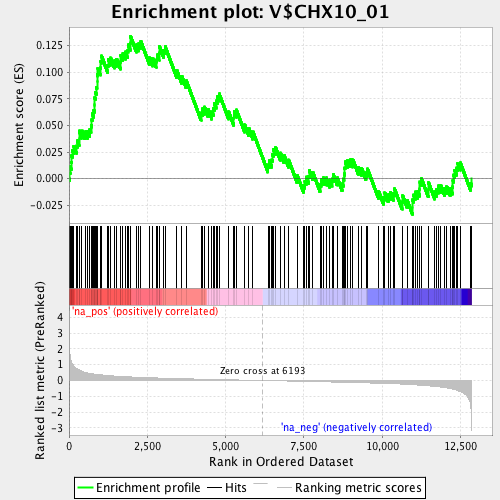 Enrichment plot: V$CHX10_01
Enrichment score (ES)
0.125
0.100
0.075
0.050
0.025
0.000
-0.025
'na_pos' (positively correlated)
Ranked list metric (PreRanked)
4
3
2
1
0
-1
-2
-3
Zero cross at 6193
'na_neg' (negatively correlated)
0
2,500
5,000
7,500
10,000
12,500
Rank in Ordered Dataset
Enrichment profile
Hits
Ranking metric scores